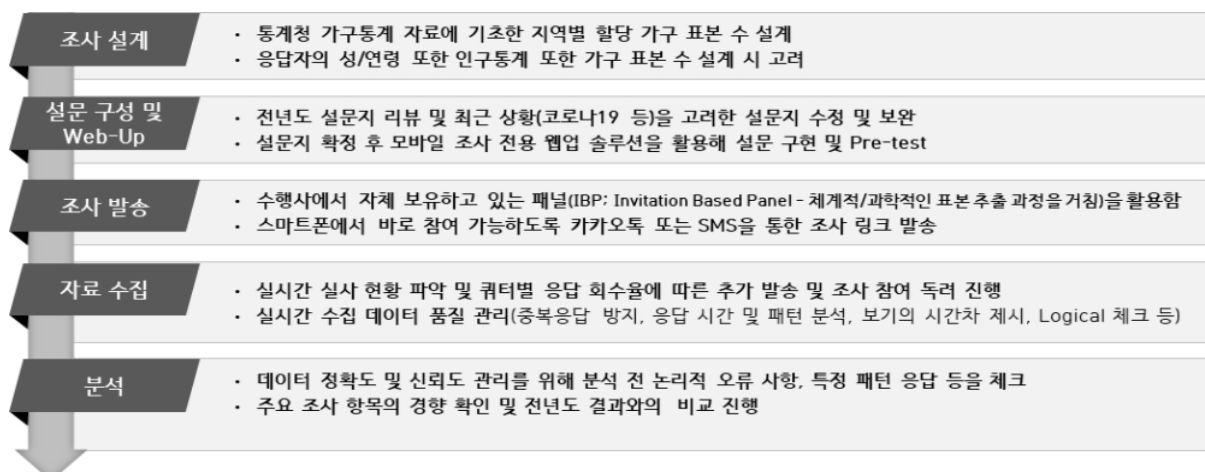 조사 설계
• 통계청 가구통계 자료에 기초한 지역별 할당 가구 표본 수 설계
• 응답자의 성/연령 또한 인구통계 또한 가구 표본 수 설계 시 고려
설문 구성 및
Web-Up
• 전년도 설문지 리뷰 및 최근 상황(코로나19 등)을 고려한 설문지 수정 및 보완
• 설문지 확정 후 모바일 조사 전용 웹업 솔루션을 활용해 설문 구현 및 Pre-test
조사 발송
• 수행사에서 자체 보유하고 있는 패널(IBP: Invitation Based Panel - 체계적/과학적인 표본 추출 과정을 거침)을 활용함
• 스마트폰에서 바로 참여 가능하도록 카카오톡 또는 SMS을 통한 조사 링크 발송
자료 수집
• 실시간 실사 현황 파악 및 쿼터별 응답 회수율에 따른 추가 발송 및 조사 참여 독려 진행
• 실시간 수집 데이터 품질 관리(중복응답 방지, 응답 시간 및 패턴 분석, 보기의 시간차 제시, Logical 체크 등)
분석
• 데이터 정확도 및 신뢰도 관리를 위해 분석 전 논리적 오류 사항, 특정 패턴 응답 등을 체크
• 주요 조사 항목의 경향 확인 및 전년도 결과와의 비교 진행